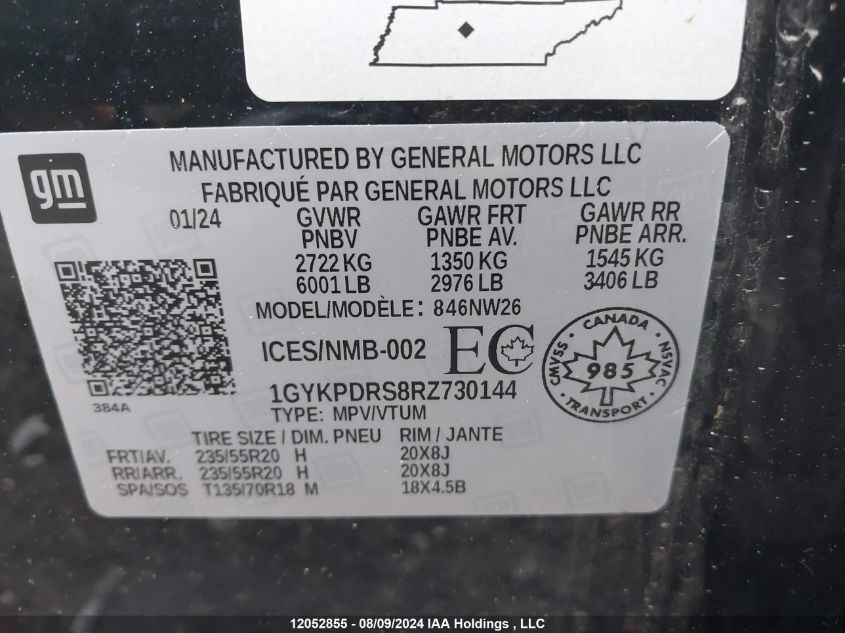 gm
MANUFACTURED BY GENERAL MOTORS LLC
FABRIQUÉ PAR GENERAL MOTORS LLC
01/24 GVWR GAWR FRT GAWR RR
PNBV PNBE AV. PNBE ARR.
2722 KG 1350 KG 1545 KG
6001 LB 2976 LB 3406 LB
MODEL/MODÈLE: 846NW26
ICES/NMB-002 EC
CANADA
CMVSS 985 NSVAC
TRANSPORT
1GYKPDRS8RZ730144
384A
TYPE: MPV/VTUM
TIRE SIZE / DIM. PNEU RIM / JANTE
FRT/AV. 235/55R20 H 20X8J
RR/ARR. 235/55R20 H 20X8J
SPA/SOS T135/70R18 M 18X4.5B
12052855 - 08/09/2024 IAA Holdings , LLC